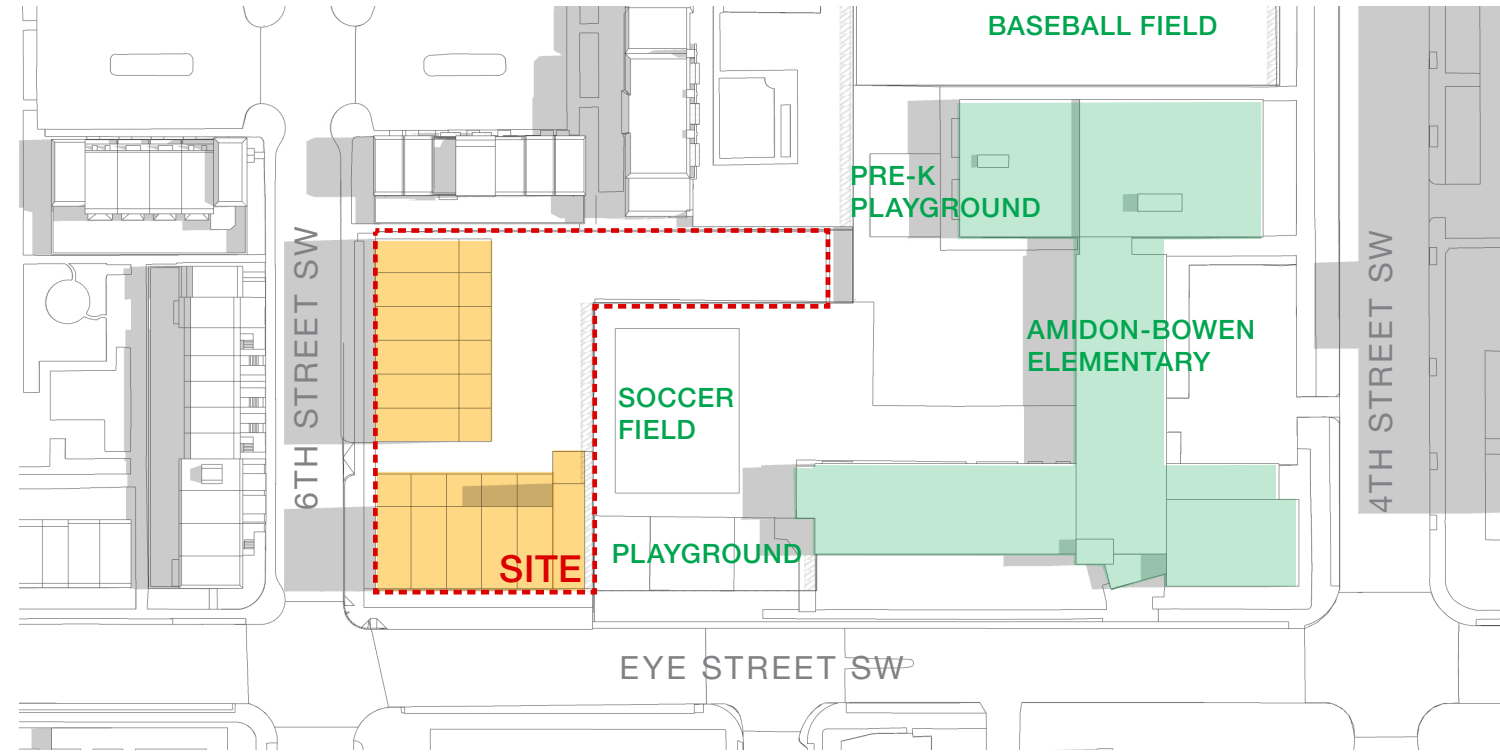 BASEBALL FIELD
PRE-K
PLAYGROUND
6TH STREET SW
4TH STREET SW
AMIDON-BOWEN
ELEMENTARY
SOCCER
FIELD
PLAYGROUND
SITE
EYE STREET SW